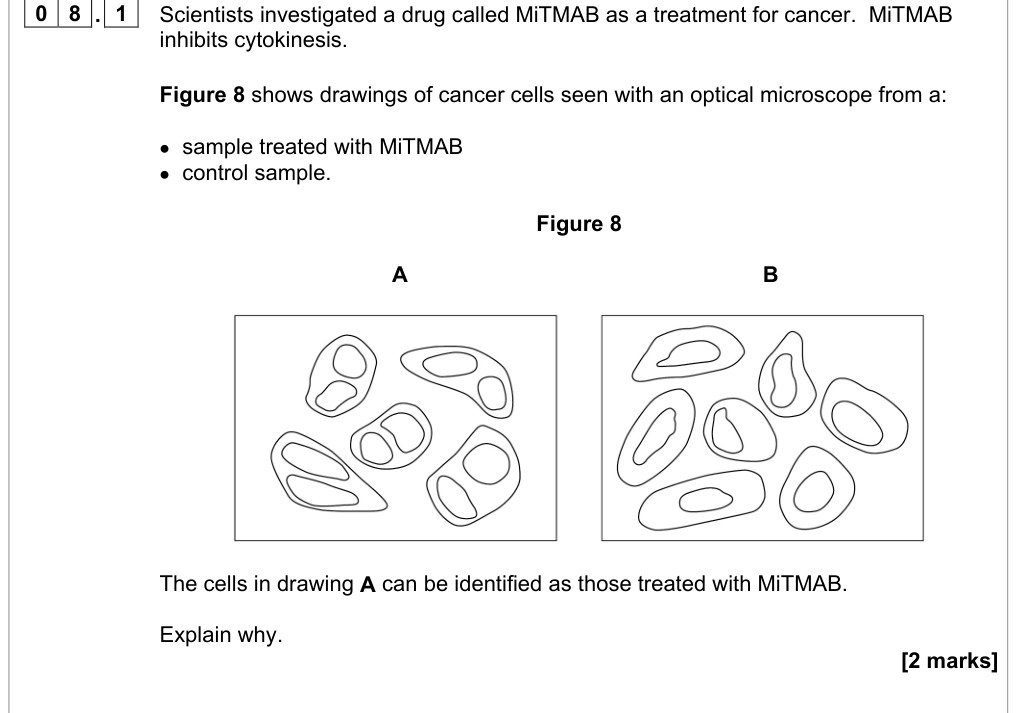 0 8 . 1 Scientists investigated a drug called MiTMAB as a treatment for cancer. MiTMAB
inhibits cytokinesis.
Figure 8 shows drawings of cancer cells seen with an optical microscope from a:
• sample treated with MiTMAB
• control sample.
Figure 8
A B
The cells in drawing A can be identified as those treated with MiTMAB.
Explain why.
[2 marks]